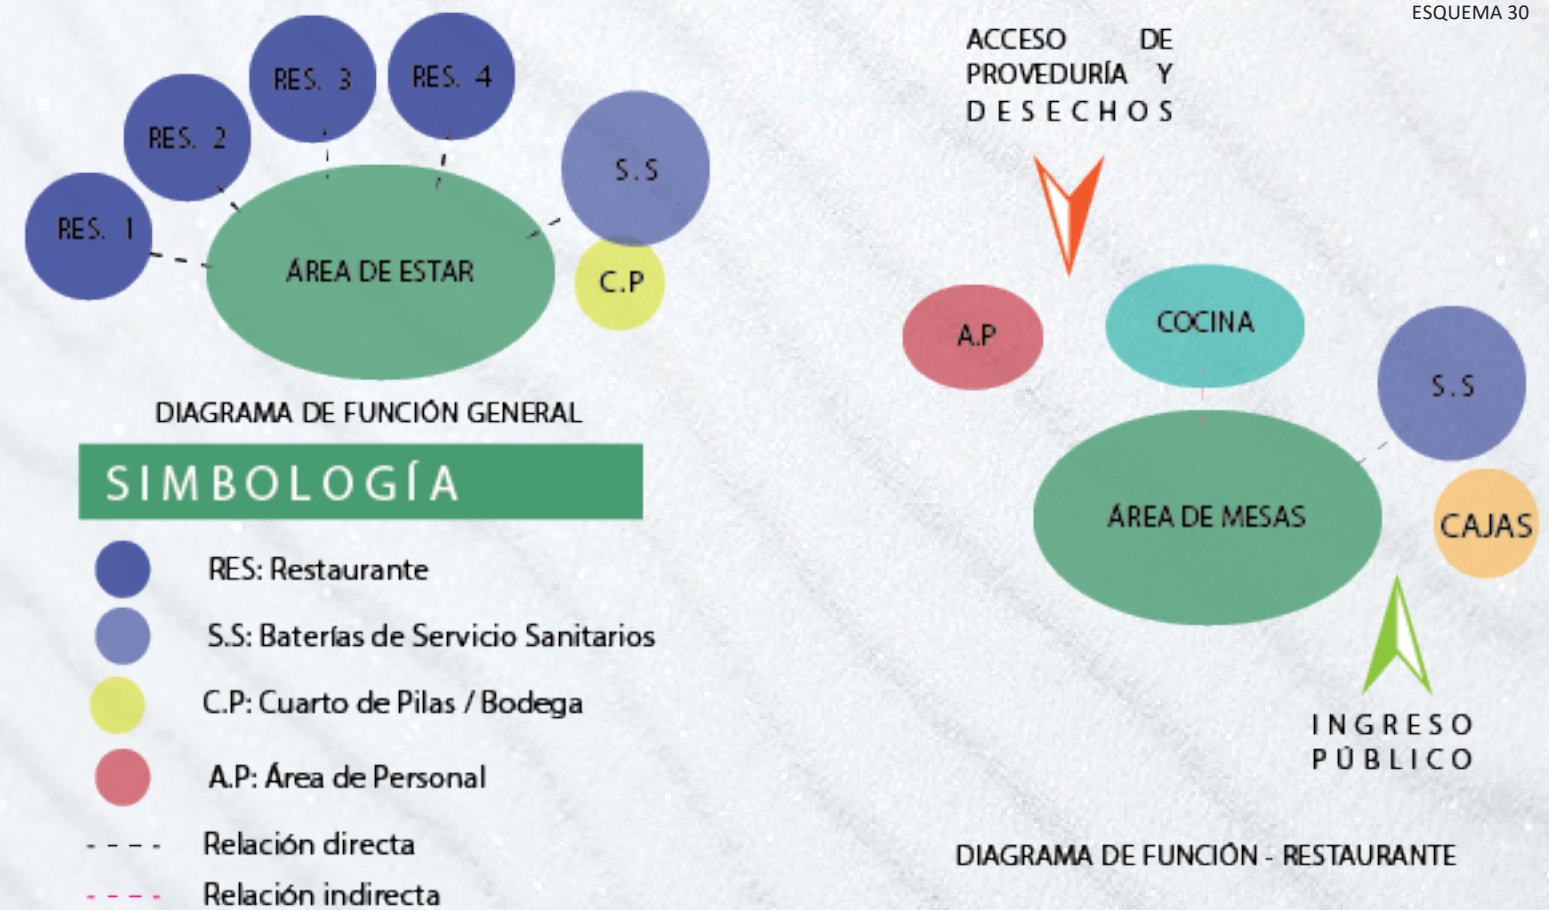 ESQUEMA 30
RES. 1
RES. 2
RES. 3
RES. 4
S.S
ÁREA DE ESTAR
C.P
DIAGRAMA DE FUNCIÓN GENERAL
SIMBOLOGÍA
RES: Restaurante
S.S: Baterías de Servicio Sanitarios
C.P: Cuarto de Pilas / Bodega
A.P: Área de Personal
Relación directa
Relación indirecta
ACCESO DE
PROVEDURÍA Y
DESECHOS
A.P
COCINA
S.S
ÁREA DE MESAS
CAJAS
INGRESO
PÚBLICO
DIAGRAMA DE FUNCIÓN - RESTAURANTE